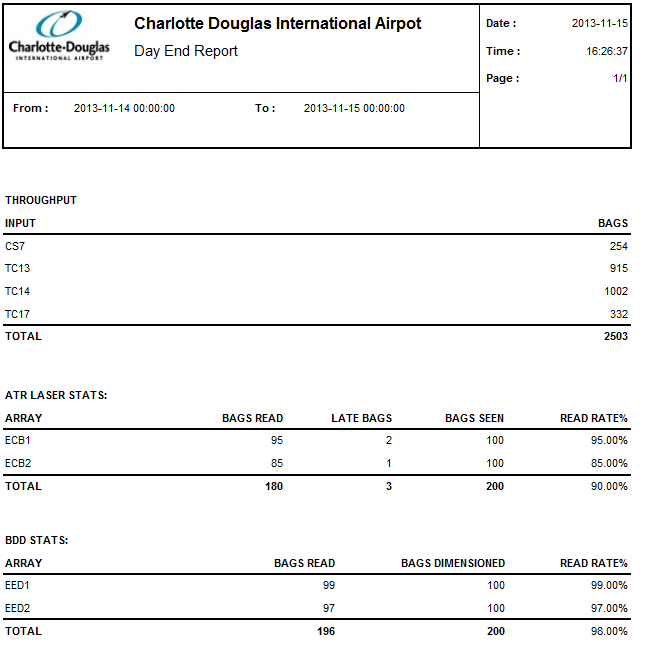 Charlotte-Douglas
INTERNATIONAL AIRPORT
Charlotte Douglas International Airpot
Day End Report
Date : 2013-11-15
Time : 16:26:37
Page : 1/1
From : 2013-11-14 00:00:00 To : 2013-11-15 00:00:00
THROUGHPUT
INPUT BAGS
CS7 254
TC13 915
TC14 1002
TC17 332
TOTAL 2503
ATR LASER STATS:
ARRAY BAGS READ LATE BAGS BAGS SEEN READ RATE%
ECB1 95 2 100 95.00%
ECB2 85 1 100 85.00%
TOTAL 180 3 200 90.00%
BDD STATS:
ARRAY BAGS READ BAGS DIMENSIONED READ RATE%
EED1 99 100 99.00%
EED2 97 100 97.00%
TOTAL 196 200 98.00%